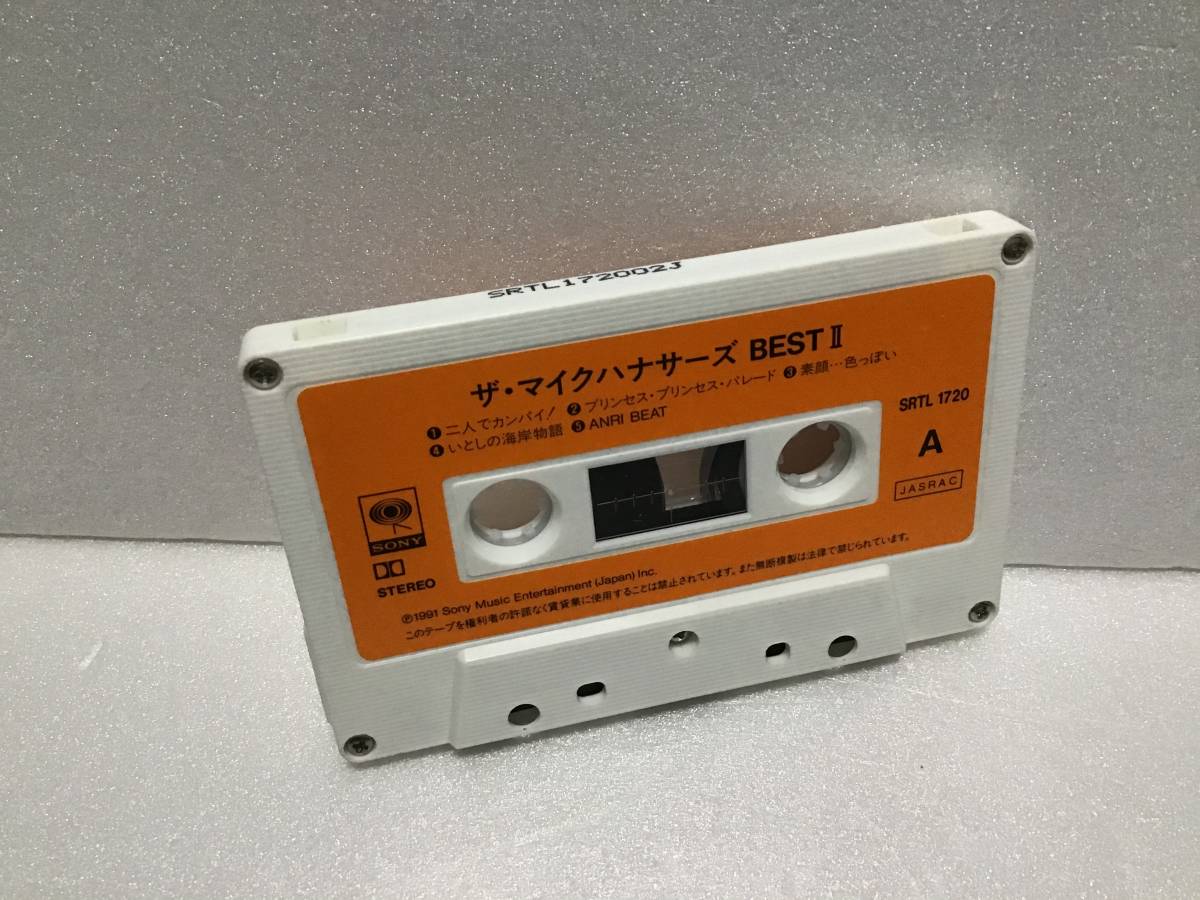 SRTL172002J
ザ・マイクハナサーズ BEST Ⅱ
❶二人でカンパイ! ❷プリンセス・プリンセス・パレード ❸素顔…色っぽい
❹いとしの海岸物語 ❺ANRI BEAT
SRTL 1720
A
JASRAC
SONY
STEREO
℗1991 Sony Music Entertainment (Japan) Inc.
このテープを権利者の許諾なく賃貸業に使用することは禁止されています。また無断複製は法律で禁じられています。